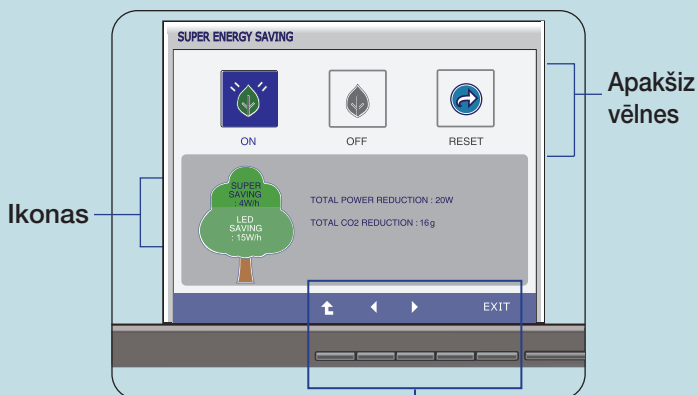 SUPER ENERGY SAVING
ON
OFF
RESET
Apakšiz
vēlnes
Ikonas
SUPER
SAVING
: 4W/h
LED
SAVING
: 15W/h
TOTAL POWER REDUCTION : 20W
TOTAL CO2 REDUCTION : 16g
EXIT